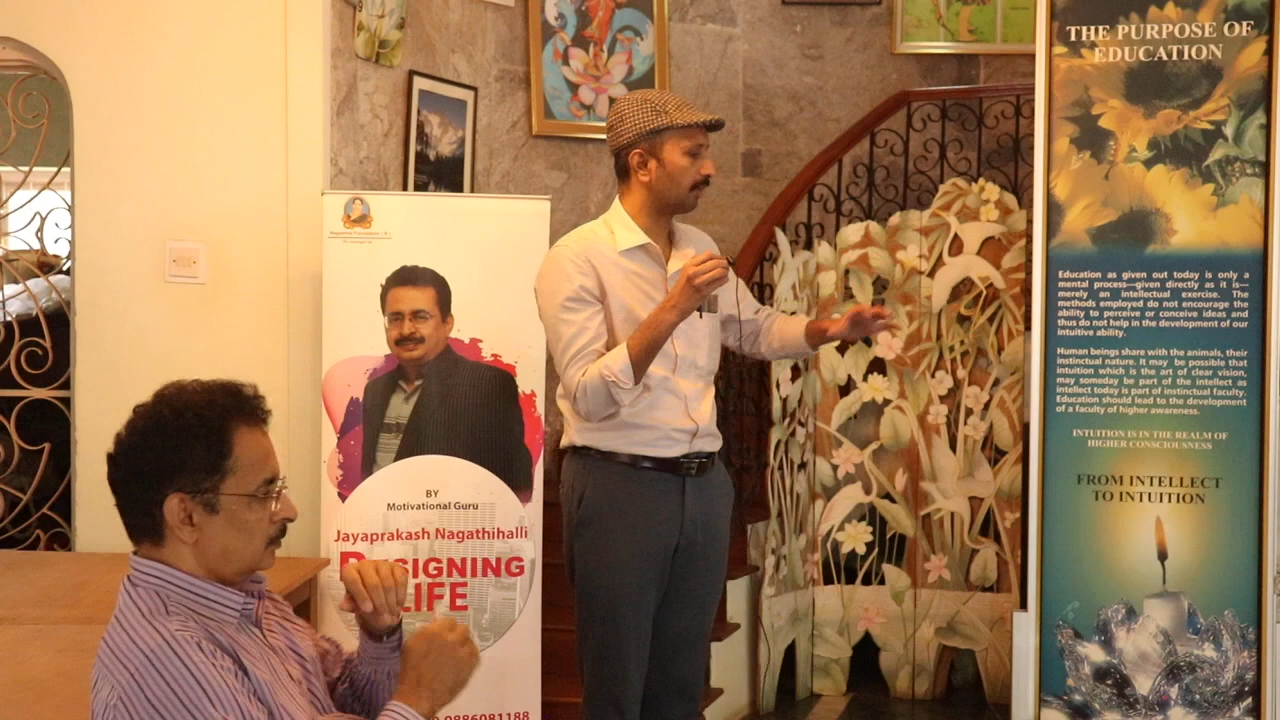 BY
Motivational Guru
Jayaprakash Nagathihalli
DESIGNING
LIFE
9886081188
THE PURPOSE OF
EDUCATION
Education as given out today is only a
mental process—given directly as it is—
merely an intellectual exercise. The
methods employed do not encourage the
ability to perceive or conceive ideas and
thus do not help in the development of our
intuitive ability.
Human beings share with the animals, their
instinctual nature. It may be possible that
intuition which is the art of clear vision,
may someday be part of the intellect as
intellect today is part of instinctual faculty.
Education should lead to the development
of a faculty of higher awareness.
INTUITION IS IN THE REALM OF
HIGHER CONSCIOUSNESS
FROM INTELLECT
TO INTUITION